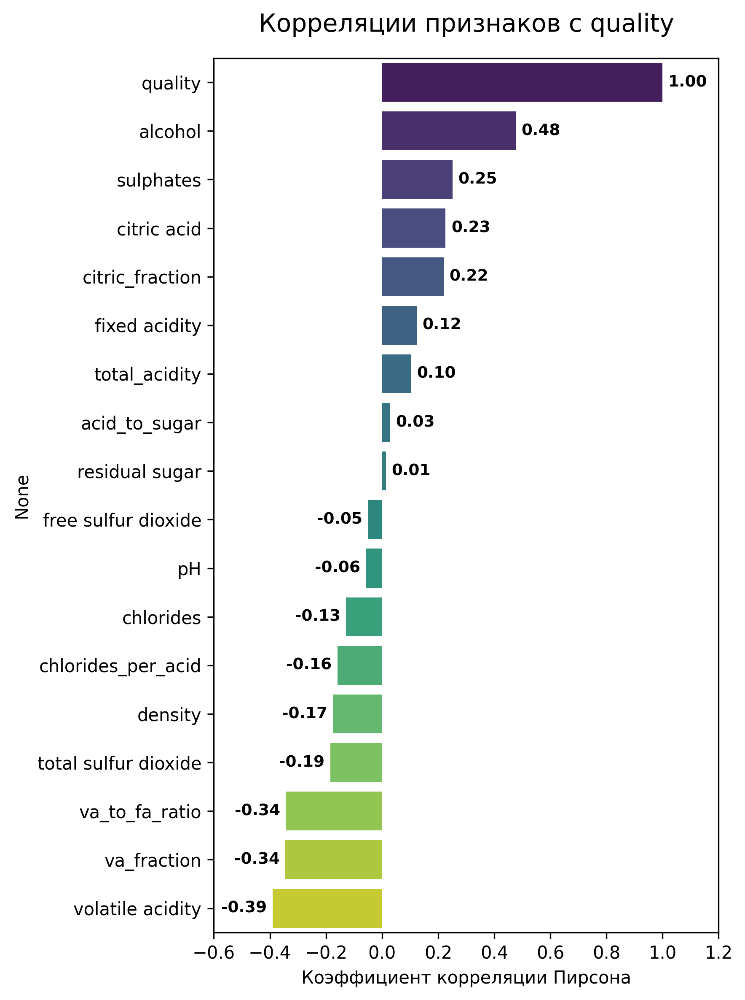 Корреляции признаков с quality
quality 1.00
alcohol 0.48
sulphates 0.25
citric acid 0.23
citric_fraction 0.22
fixed acidity 0.12
total_acidity 0.10
acid_to_sugar 0.03
residual sugar 0.01
None
free sulfur dioxide -0.05
pH -0.06
chlorides -0.13
chlorides_per_acid -0.16
density -0.17
total sulfur dioxide -0.19
va_to_fa_ratio -0.34
va_fraction -0.34
volatile acidity -0.39
−0.6 −0.4 −0.2 0.0 0.2 0.4 0.6 0.8 1.0 1.2
Коэффициент корреляции Пирсона